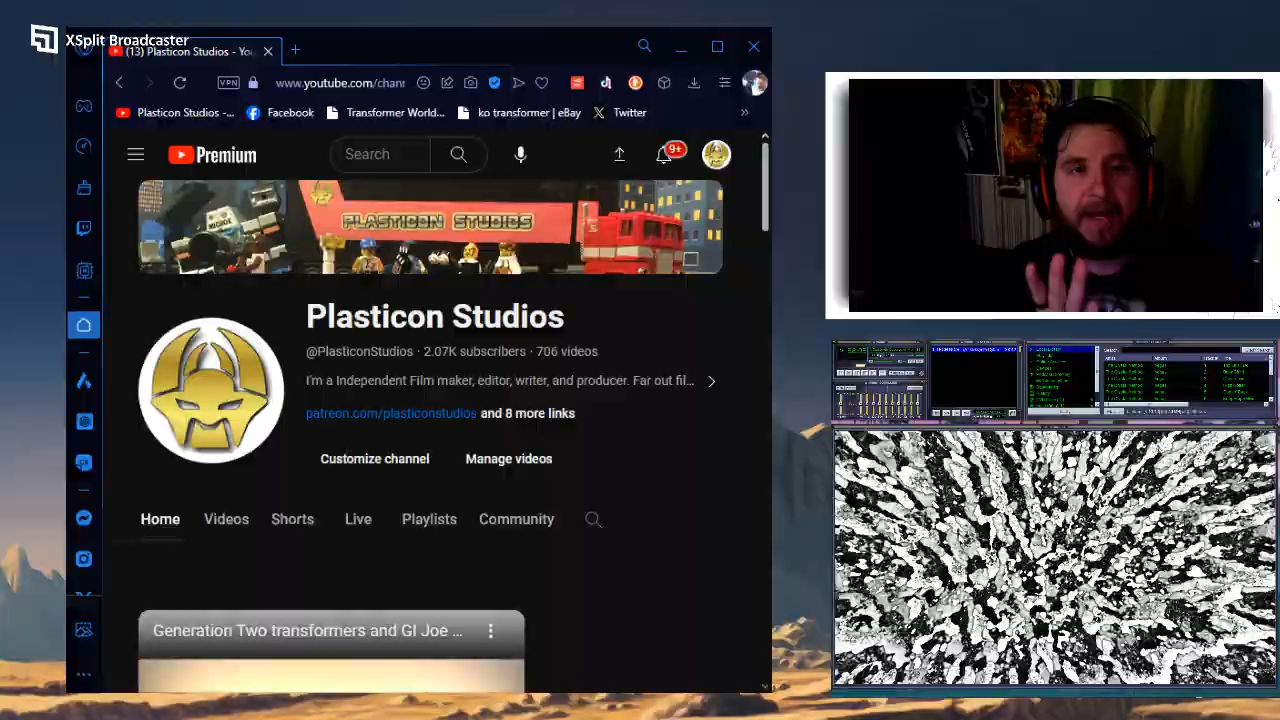 XSplit Broadcaster
(13) Plasticon Studios - You
VPN
www.youtube.com/chanr
Plasticon Studios -...
Facebook
Transformer World...
ko transformer | eBay
Twitter
Premium
Search
9+
PLASTICON STUDIOS
Plasticon Studios
@PlasticonStudios · 2.07K subscribers · 706 videos
I'm a Independent Film maker, editor, writer, and producer. Far out fil...
patreon.com/plasticonstudios and 8 more links
Customize channel
Manage videos
Home
Videos
Shorts
Live
Playlists
Community
Generation Two transformers and GI Joe ...